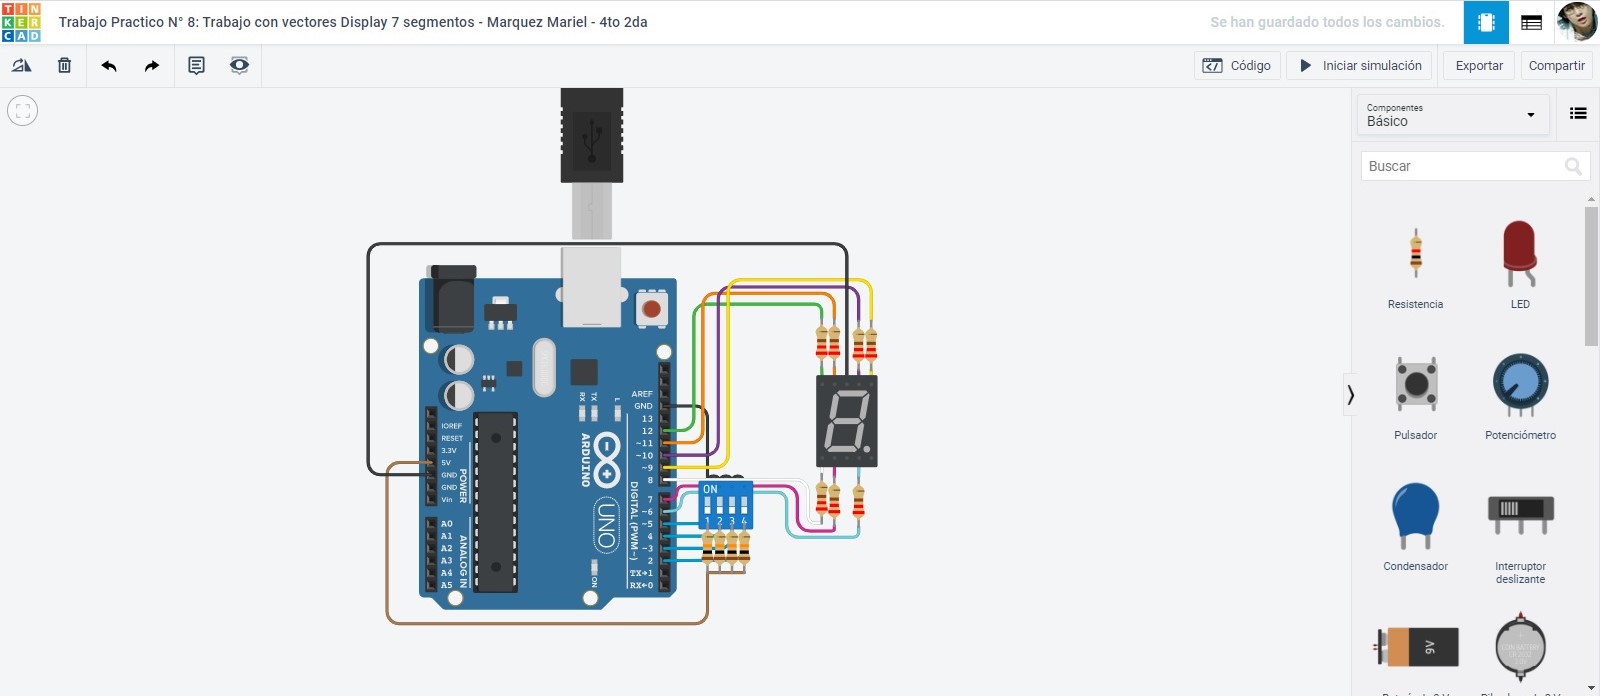 TIN
KER
CAD
Trabajo Practico N° 8: Trabajo con vectores Display 7 segmentos - Marquez Mariel - 4to 2da
Se han guardado todos los cambios.
Código
Iniciar simulación
Exportar
Compartir
Componentes
Básico
Buscar
Resistencia
LED
Pulsador
Potenciómetro
Condensador
Interruptor
deslizante
9V
AREF
GND
13
12
~11
~10
~9
8
7
~6
~5
4
~3
2
TX→1
RX←0
DIGITAL (PWM~)
IOREF
RESET
3.3V
5V
GND
GND
Vin
POWER
A0
A1
A2
A3
A4
A5
ANALOG IN
RX
TX
L
ARDUINO
UNO
ON
ON
1 2 3 4